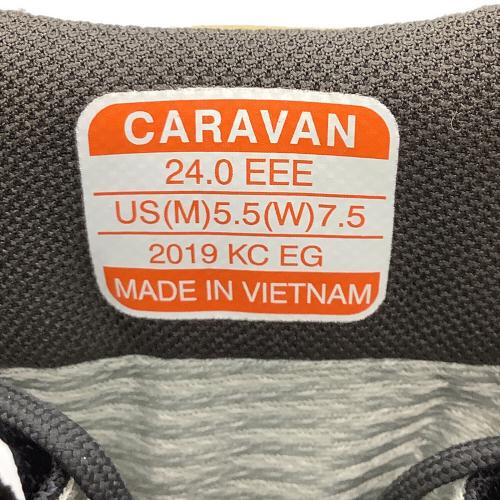 CARAVAN
24.0 EEE
US(M)5.5(W)7.5
2019 KC EG
MADE IN VIETNAM